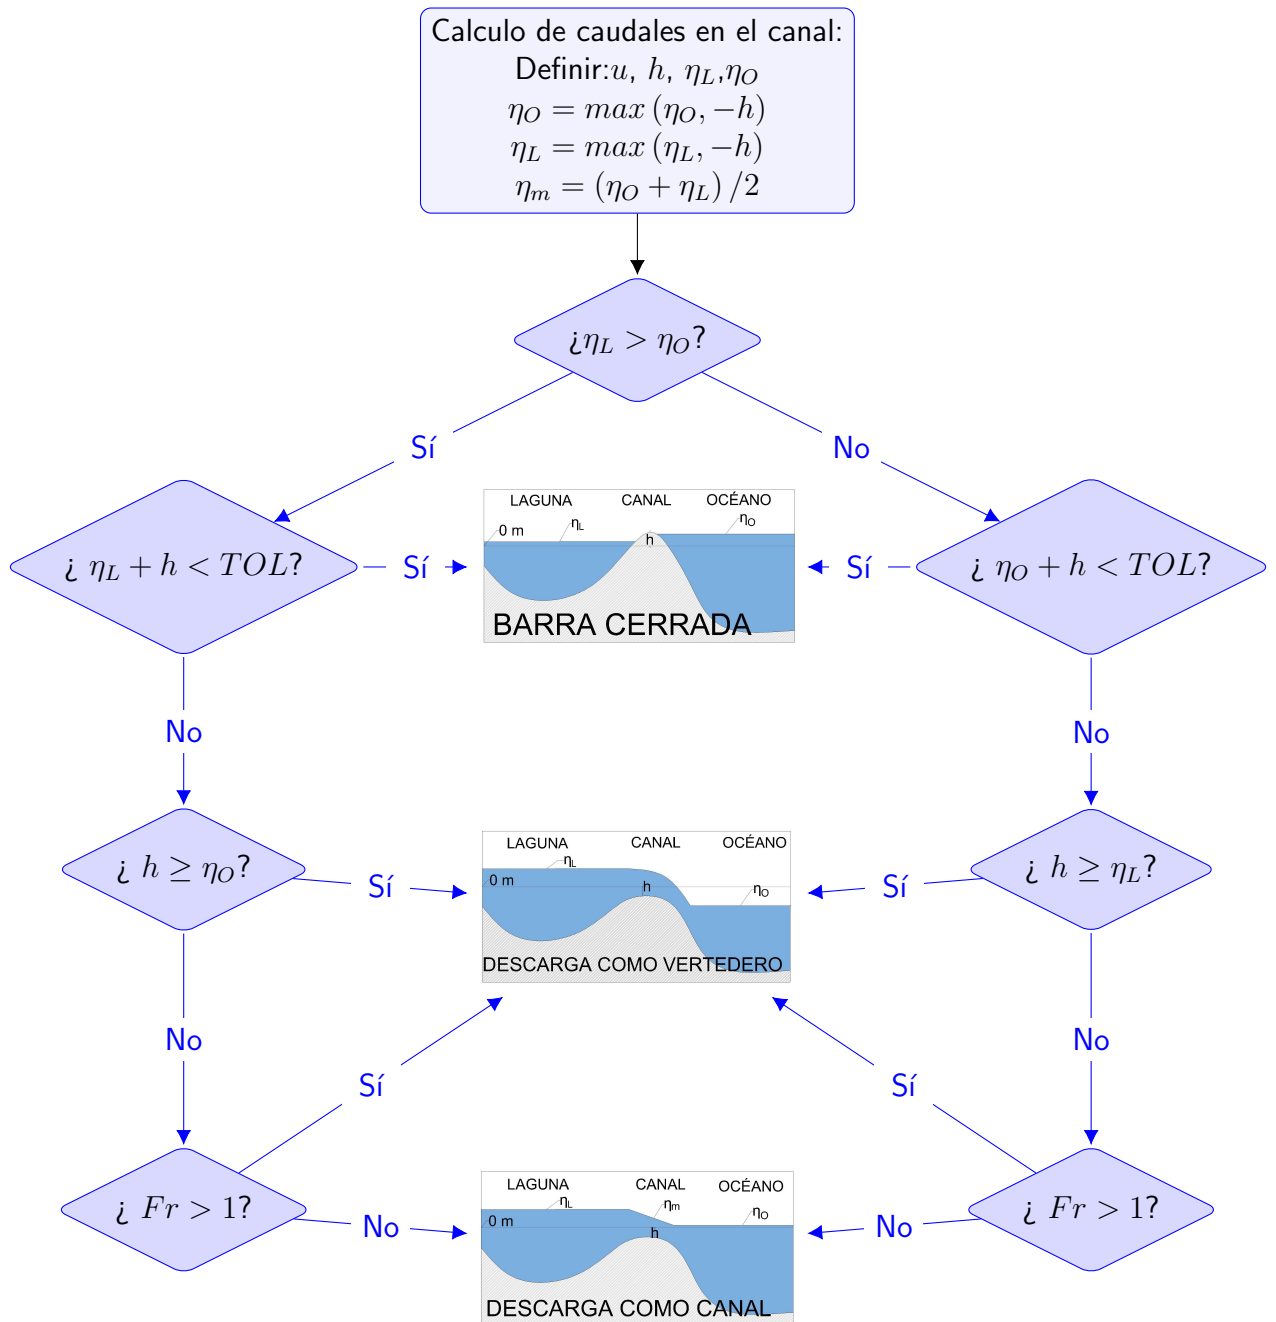 Calculo de caudales en el canal:
Definir:u, h, η_L,η_O
η_O = max (η_O, −h)
η_L = max (η_L, −h)
η_m = (η_O + η_L) /2
¿η_L > η_O?
Sí
No
¿ η_L + h < TOL?
Sí
LAGUNA CANAL OCÉANO
0 m
η_L
η_O
h
BARRA CERRADA
Sí
¿ η_O + h < TOL?
No
No
¿ h ≥ η_O?
Sí
LAGUNA CANAL OCÉANO
η_L
0 m
h
η_O
DESCARGA COMO VERTEDERO
Sí
¿ h ≥ η_L?
No
No
Sí
Sí
¿ Fr > 1?
No
LAGUNA CANAL OCÉANO
η_L
η_m
η_O
0 m
h
DESCARGA COMO CANAL
No
¿ Fr > 1?